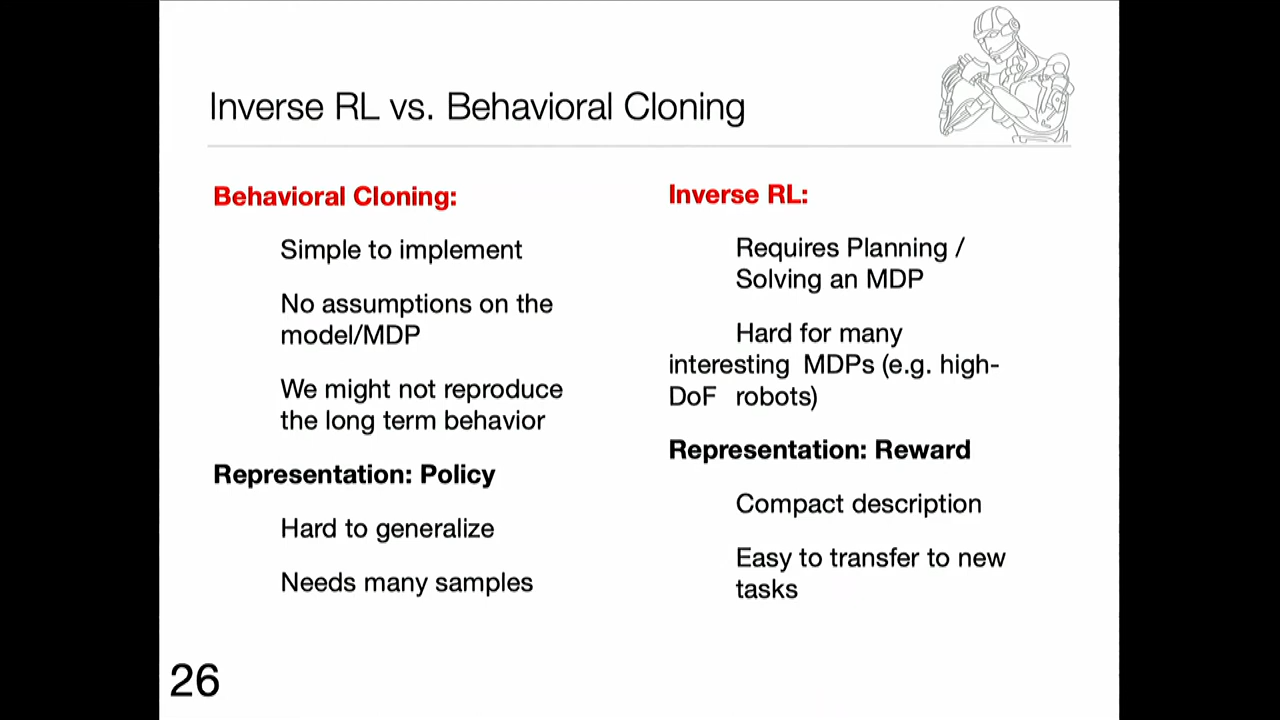 Inverse RL vs. Behavioral Cloning
Behavioral Cloning:
Simple to implement
No assumptions on the
model/MDP
We might not reproduce
the long term behavior
Representation: Policy
Hard to generalize
Needs many samples
Inverse RL:
Requires Planning /
Solving an MDP
Hard for many
interesting MDPs (e.g. high-
DoF robots)
Representation: Reward
Compact description
Easy to transfer to new
tasks
26